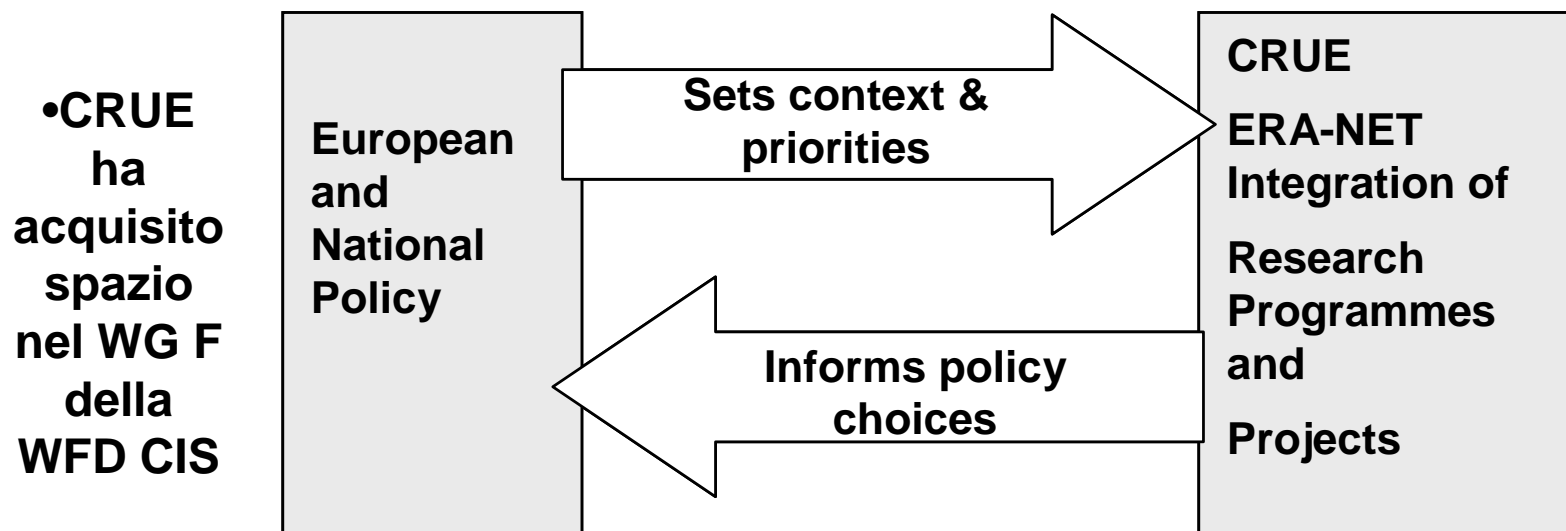 •CRUE
ha
acquisito
spazio
nel WG F
della
WFD CIS
European
and
National
Policy
Sets context &
priorities
Informs policy
choices
CRUE
ERA-NET
Integration of
Research
Programmes
and
Projects